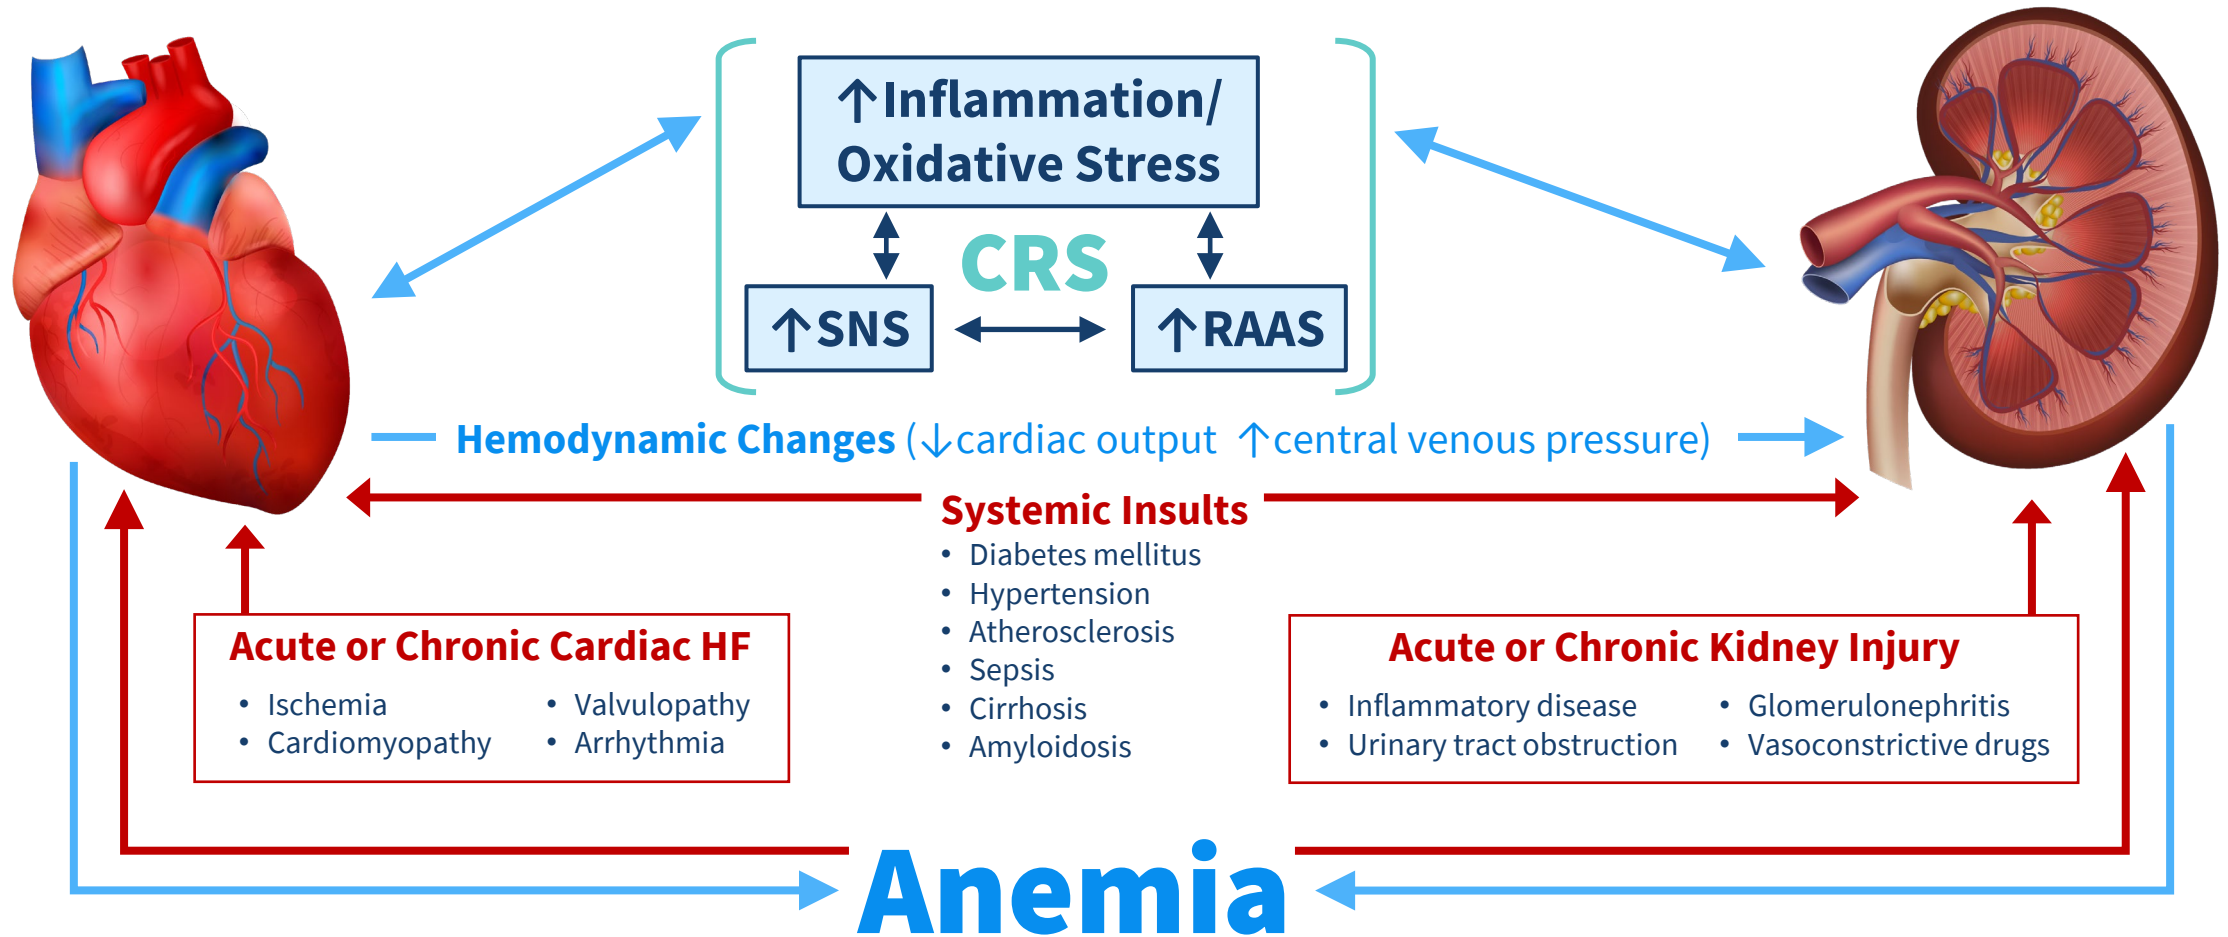 ↑Inflammation/
Oxidative Stress
CRS
↑SNS
↑RAAS
Hemodynamic Changes (↓cardiac output ↑central venous pressure)
Systemic Insults
• Diabetes mellitus
• Hypertension
• Atherosclerosis
• Sepsis
• Cirrhosis
• Amyloidosis
Acute or Chronic Cardiac HF
• Ischemia
• Cardiomyopathy
• Valvulopathy
• Arrhythmia
Acute or Chronic Kidney Injury
• Inflammatory disease
• Urinary tract obstruction
• Glomerulonephritis
• Vasoconstrictive drugs
Anemia